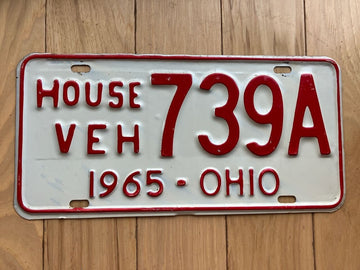 HOUSE VEH 739A
1965 - OHIO